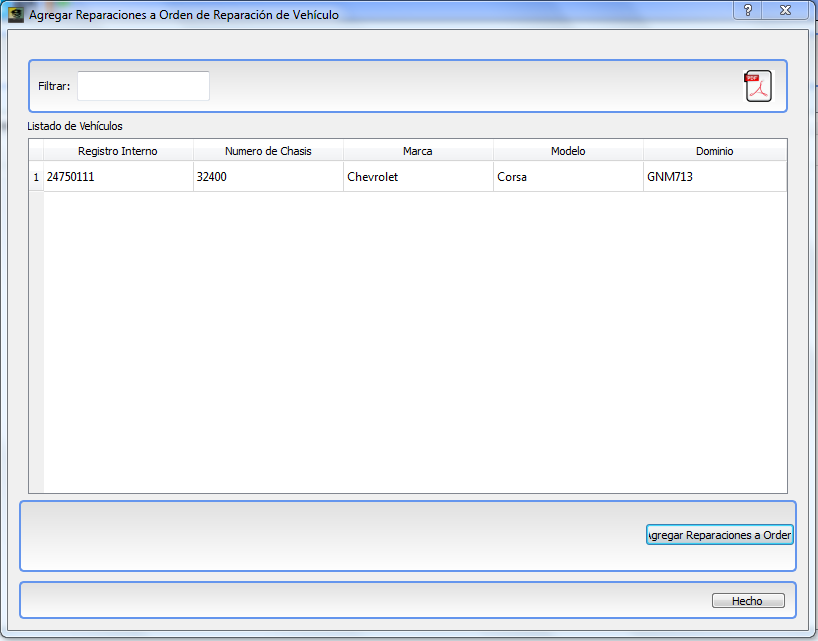 Agregar Reparaciones a Orden de Reparación de Vehículo
?
Filtrar:
PDF
Listado de Vehículos
Registro Interno Numero de Chasis Marca Modelo Dominio
1 24750111 32400 Chevrolet Corsa GNM713
Agregar Reparaciones a Orden
Hecho